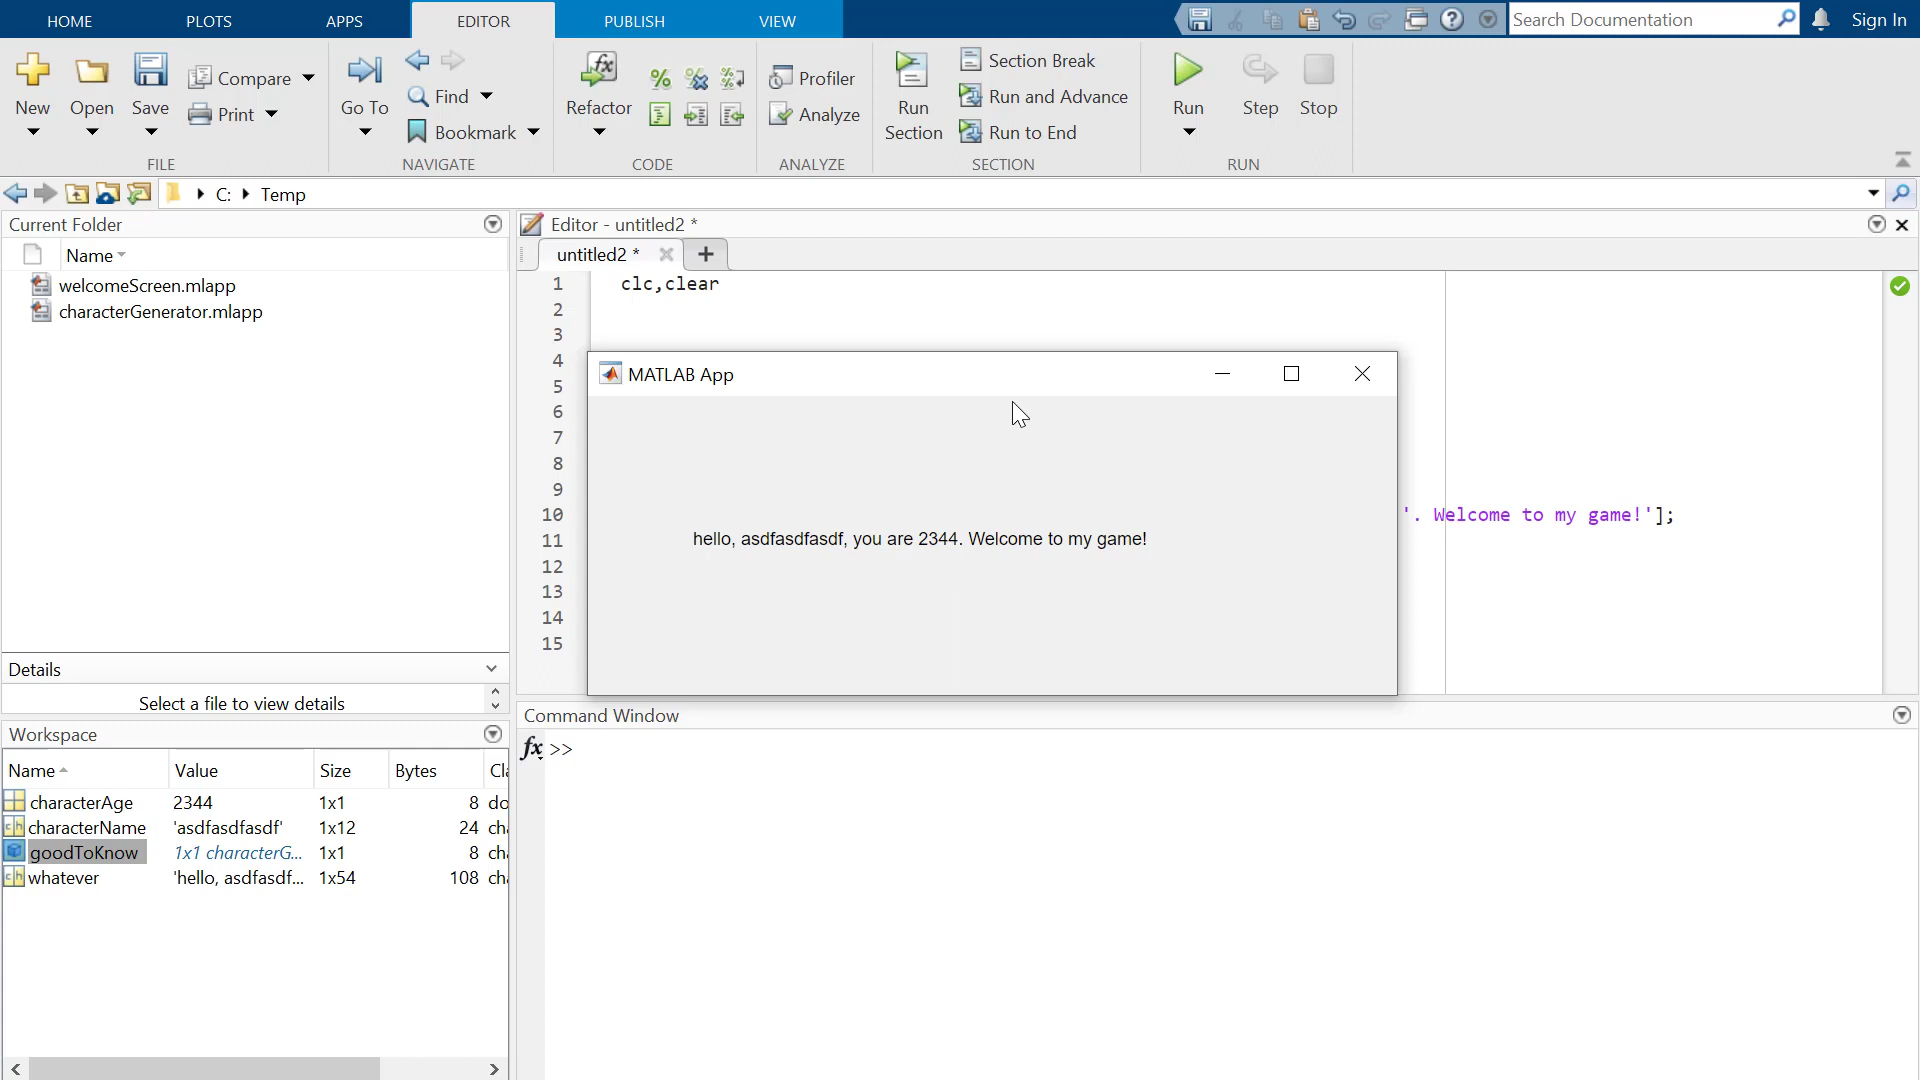 HOME PLOTS APPS EDITOR PUBLISH VIEW Search Documentation Sign In
New Open Save Compare Print
FILE
Go To Find Bookmark
NAVIGATE
Refactor
CODE
Profiler
Analyze
ANALYZE
Run Section
Section Break
Run and Advance
Run to End
SECTION
Run Step Stop
RUN
C: Temp
Current Folder
Name
welcomeScreen.mlapp
characterGenerator.mlapp
Details
Select a file to view details
Workspace
Name Value Size Bytes Cla
characterAge 2344 1x1 8 do
characterName 'asdfasdfasdf' 1x12 24 cha
goodToKnow 1x1 characterG... 1x1 8 cha
whatever 'hello, asdfasdf... 1x54 108 cha
Editor - untitled2 *
untitled2 *
1 clc,clear
2
3
4
5
6
7
8
9
10 '. Welcome to my game!'];
11
12
13
14
15
MATLAB App
hello, asdfasdfasdf, you are 2344. Welcome to my game!
Command Window
fx >>